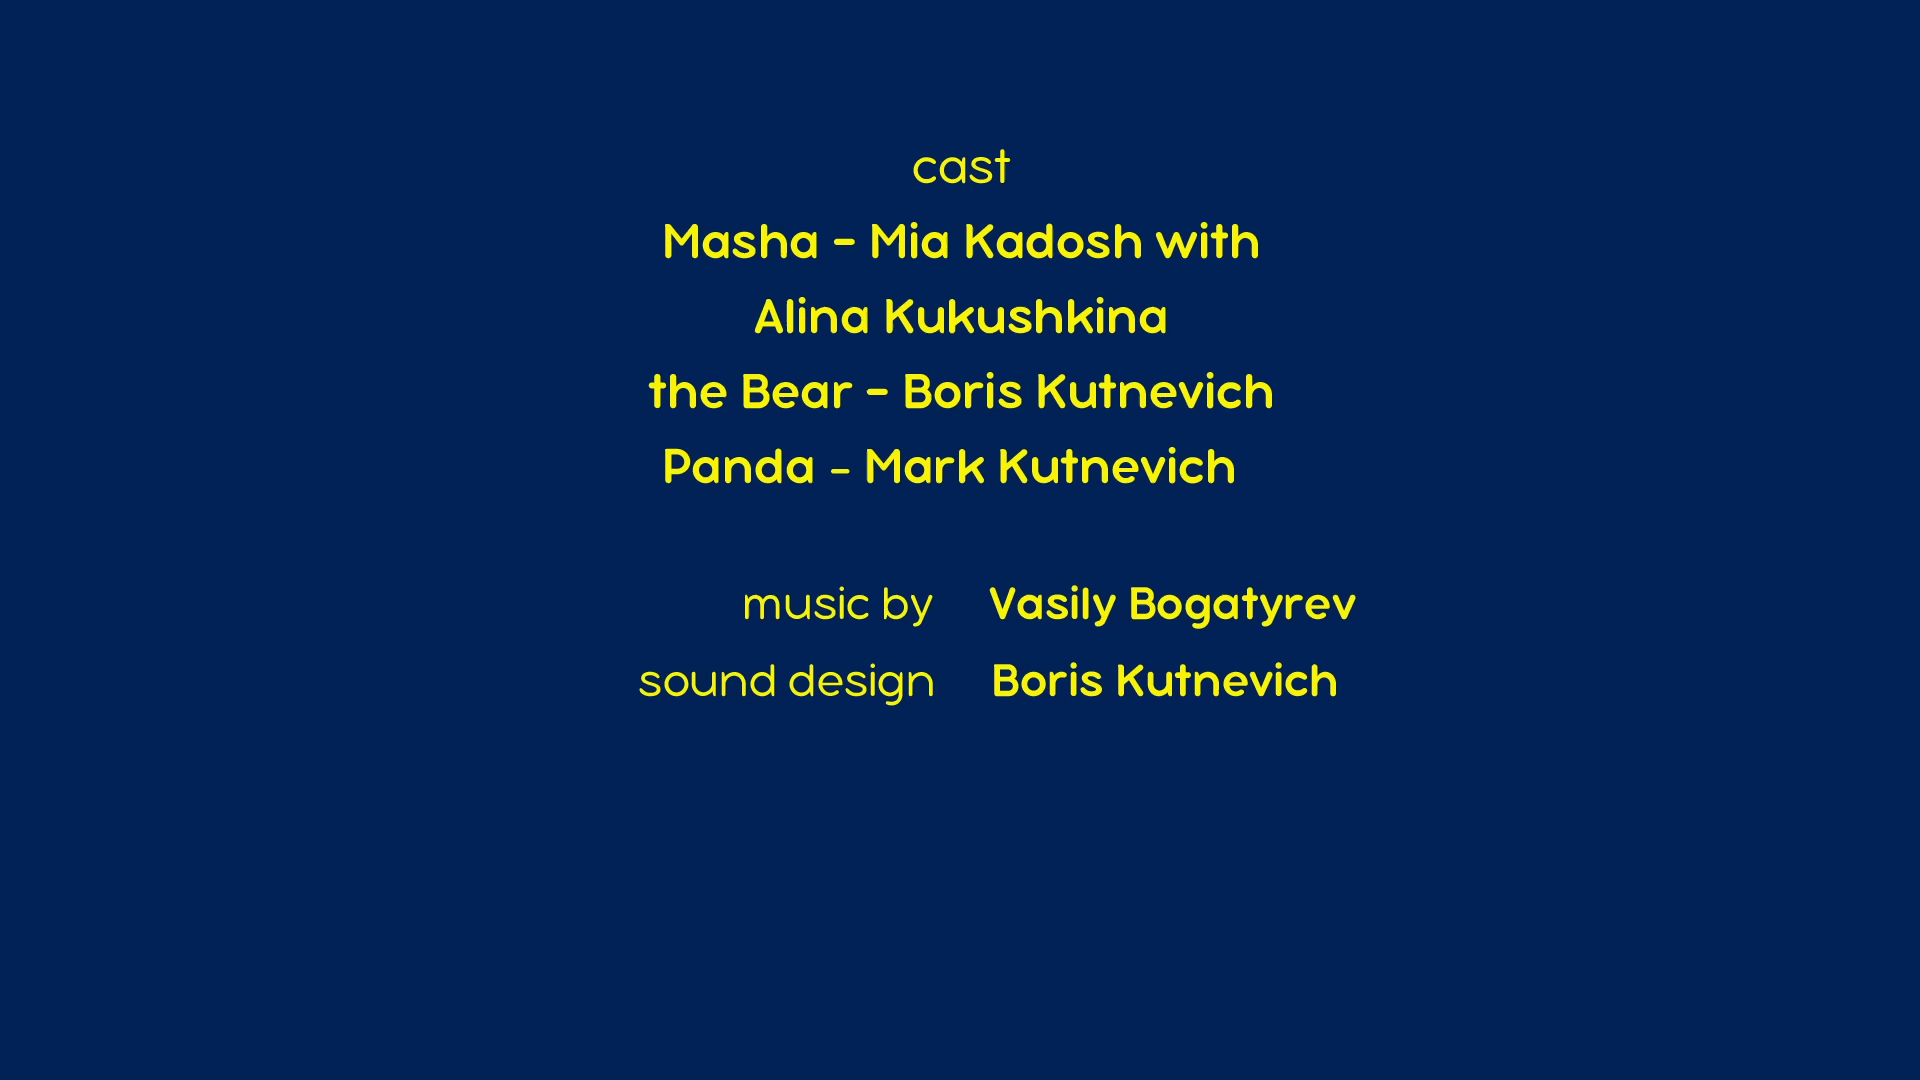 cast
Masha - Mia Kadosh with
Alina Kukushkina
the Bear - Boris Kutnevich
Panda - Mark Kutnevich
music by Vasily Bogatyrev
sound design Boris Kutnevich